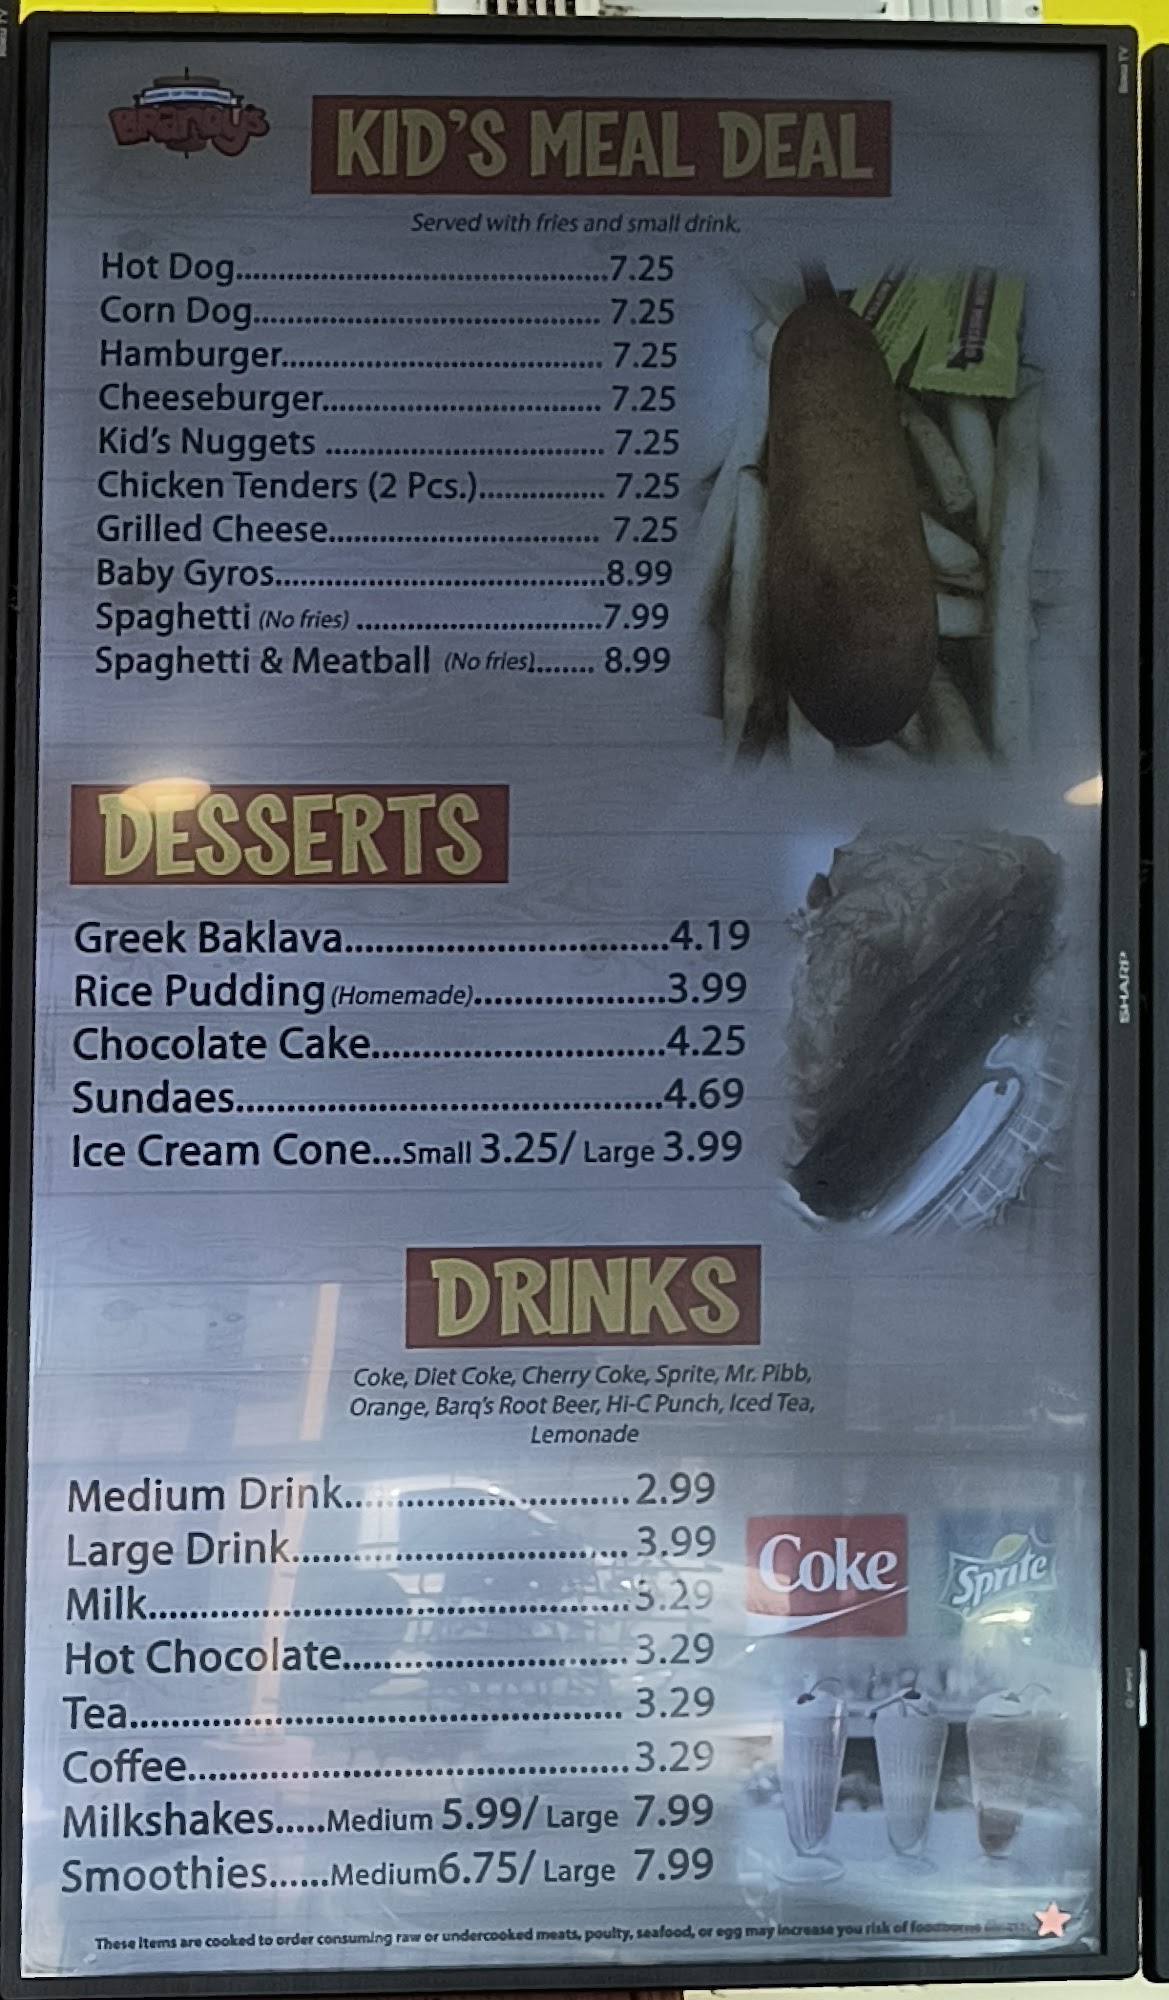 Brandy's
KID'S MEAL DEAL
Served with fries and small drink.
Hot Dog.......................................7.25
Corn Dog..................................... 7.25
Hamburger.................................. 7.25
Cheeseburger.............................. 7.25
Kid's Nuggets .............................. 7.25
Chicken Tenders (2 Pcs.)............... 7.25
Grilled Cheese............................. 7.25
Baby Gyros...................................8.99
Spaghetti (No fries) ..........................7.99
Spaghetti & Meatball (No fries)....... 8.99
DESSERTS
Greek Baklava................................4.19
Rice Pudding (Homemade)...................3.99
Chocolate Cake.............................4.25
Sundaes..........................................4.69
Ice Cream Cone...Small 3.25/ Large 3.99
DRINKS
Coke, Diet Coke, Cherry Coke, Sprite, Mr. Pibb,
Orange, Barq's Root Beer, Hi-C Punch, Iced Tea,
Lemonade
Medium Drink............................2.99
Large Drink................................. 3.99
Milk...............................................3.29
Hot Chocolate............................ 3.29
Tea................................................ 3.29
Coffee...........................................3.29
Milkshakes.....Medium 5.99/ Large 7.99
Smoothies......Medium 6.75/ Large 7.99
Coke
Sprite
These Items are cooked to order consuming raw or undercooked meats, poulty, seafood, or egg may increase you risk of foodborne
SHARP
Roku TV